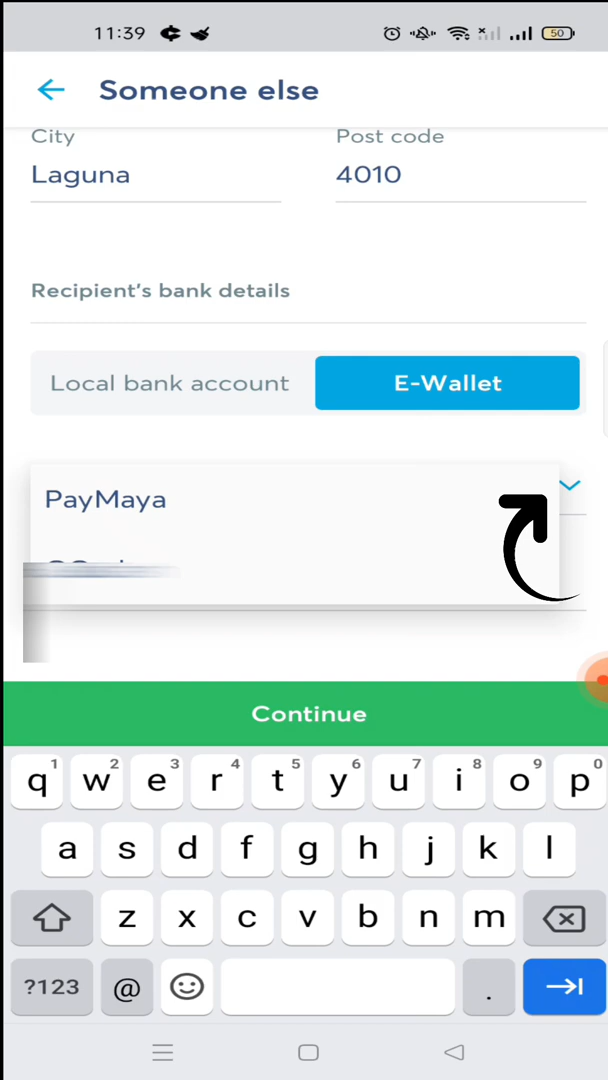 11:39
50
Someone else
City
Post code
Laguna
4010
Recipient's bank details
Local bank account
E-Wallet
PayMaya
Continue
q 1 w 2 e 3 r 4 t 5 y 6 u 7 i 8 o 9 p 0
a s d f g h j k l
z x c v b n m
?123 @ .